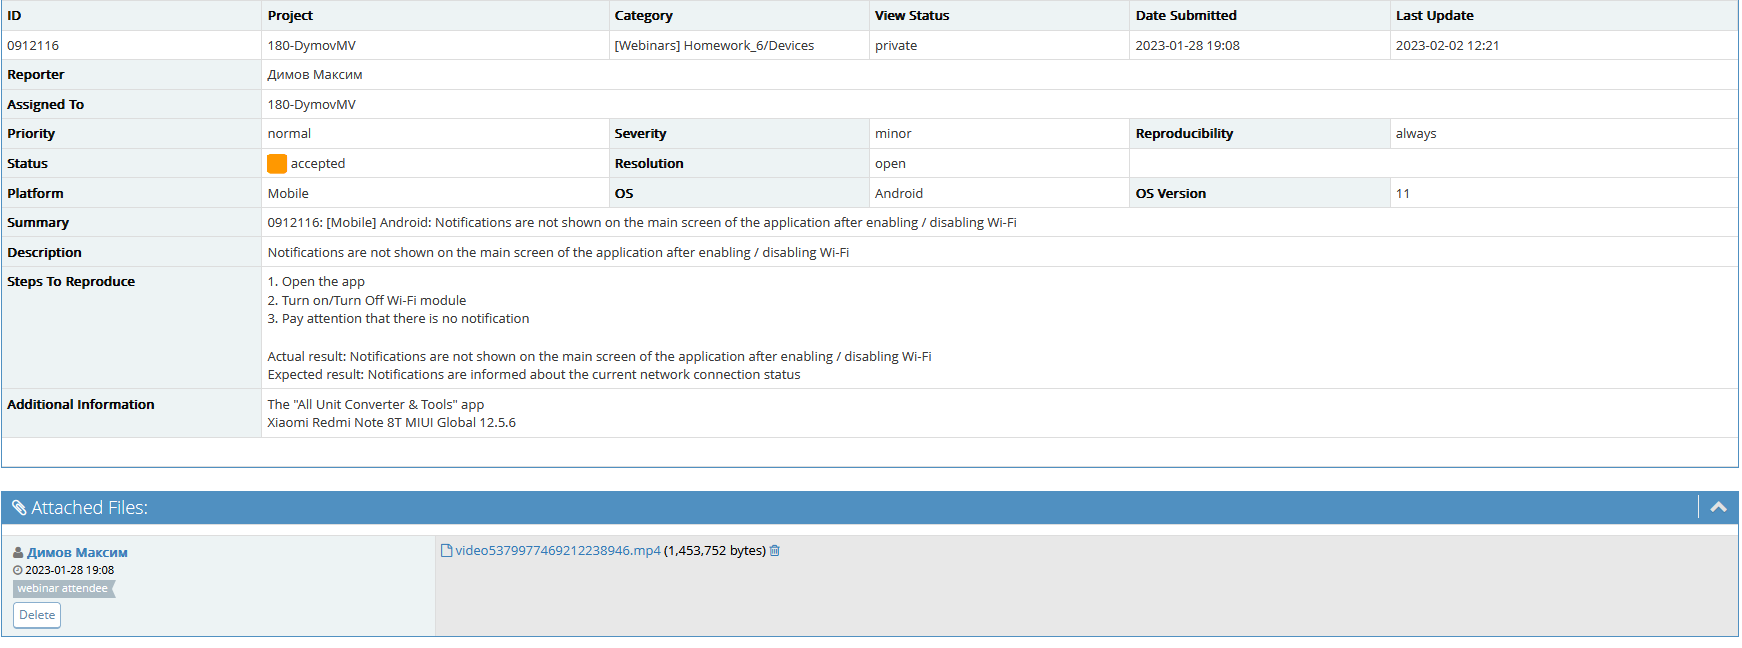 ID Project Category View Status Date Submitted Last Update
0912116 180-DymovMV [Webinars] Homework_6/Devices private 2023-01-28 19:08 2023-02-02 12:21
Reporter Димов Максим
Assigned To 180-DymovMV
Priority normal Severity minor Reproducibility always
Status accepted Resolution open
Platform Mobile OS Android OS Version 11
Summary 0912116: [Mobile] Android: Notifications are not shown on the main screen of the application after enabling / disabling Wi-Fi
Description Notifications are not shown on the main screen of the application after enabling / disabling Wi-Fi
Steps To Reproduce 1. Open the app
2. Turn on/Turn Off Wi-Fi module
3. Pay attention that there is no notification
Actual result: Notifications are not shown on the main screen of the application after enabling / disabling Wi-Fi
Expected result: Notifications are informed about the current network connection status
Additional Information The "All Unit Converter & Tools" app
Xiaomi Redmi Note 8T MIUI Global 12.5.6
Attached Files:
Димов Максим video5379977469212238946.mp4 (1,453,752 bytes)
2023-01-28 19:08
webinar attendee
Delete